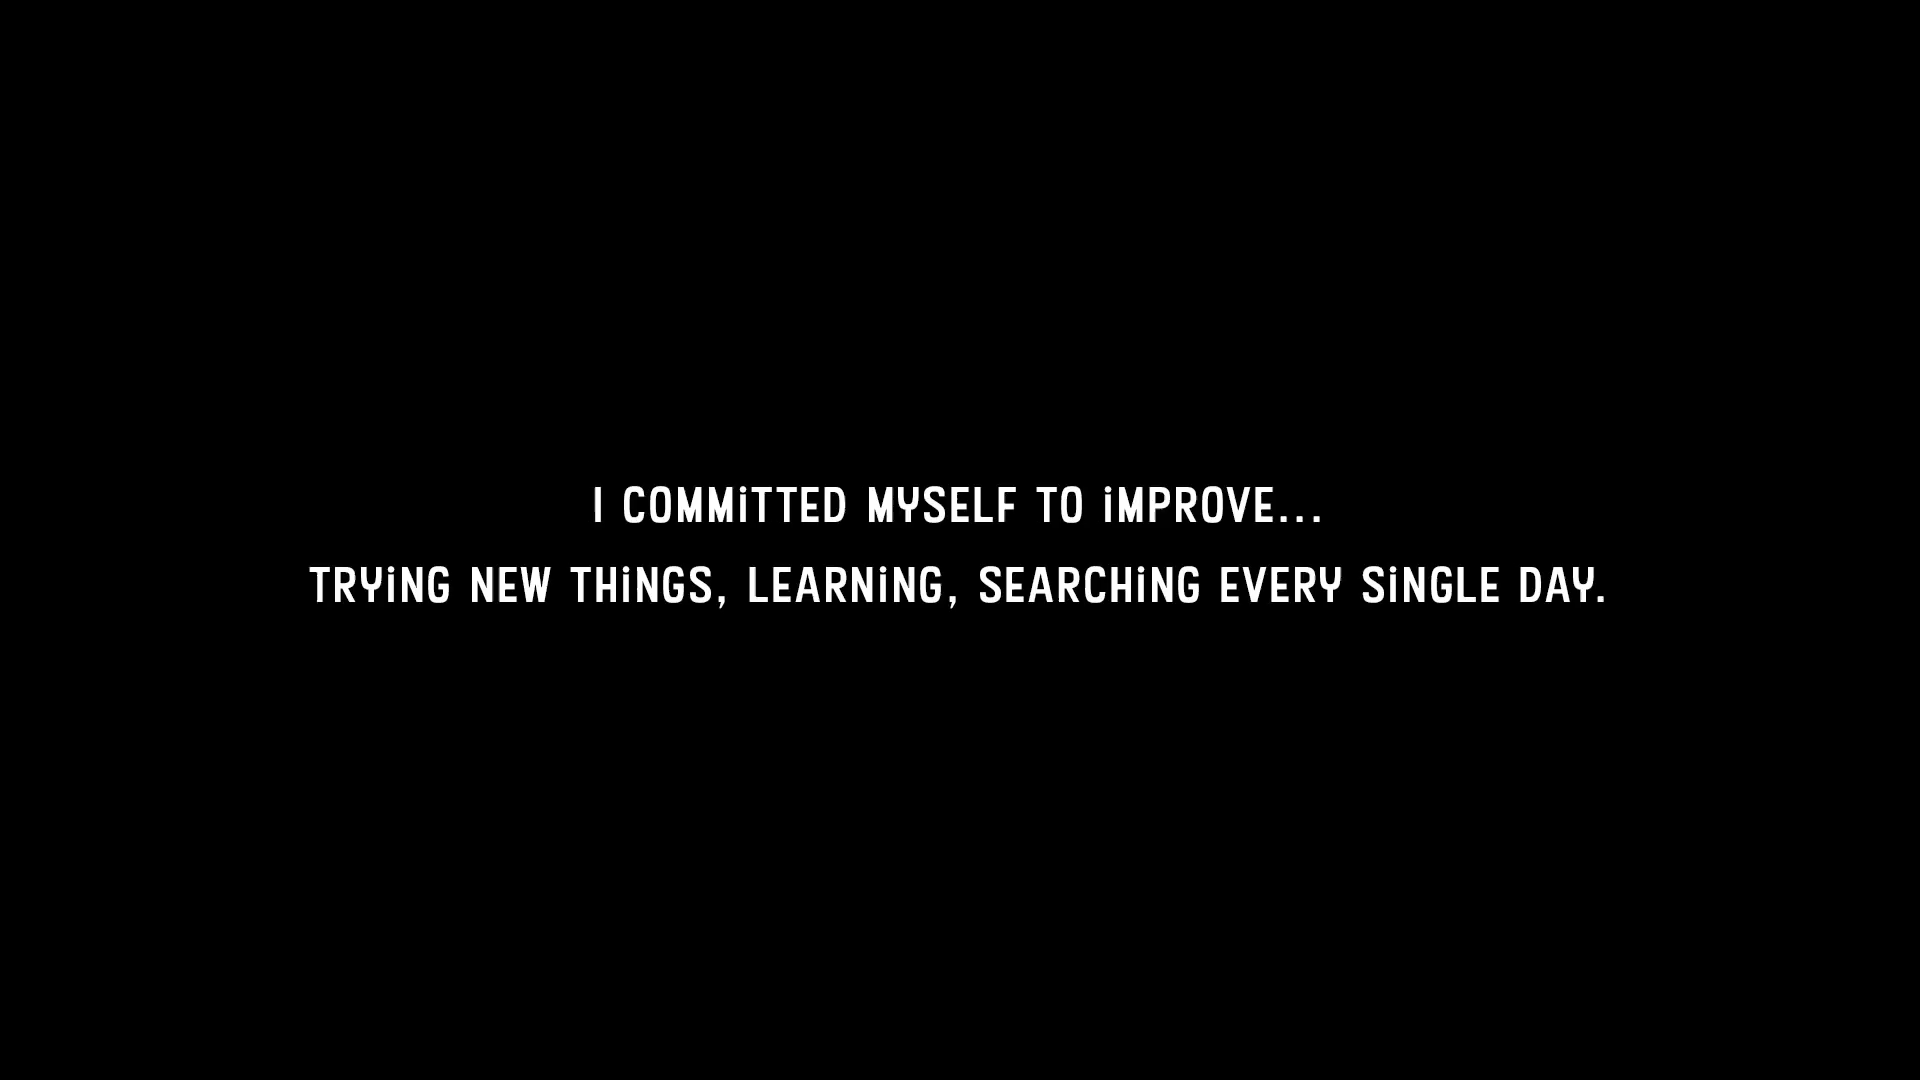 I COMMiTTED MYSELF TO iMPROVE...
TRYiNG NEW THiNGS, LEARNiNG, SEARCHiNG EVERY SiNGLE DAY.